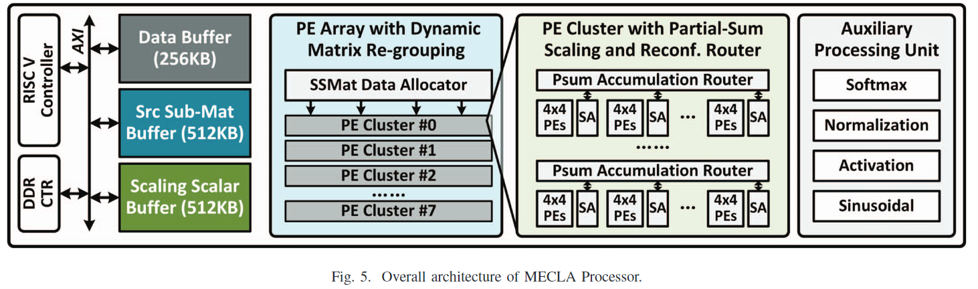 RISC V
Controller
DDR
CTR
AXI
Data Buffer
(256KB)
Src Sub-Mat
Buffer (512KB)
Scaling Scalar
Buffer (512KB)
PE Array with Dynamic
Matrix Re-grouping
SSMat Data Allocator
PE Cluster #0
PE Cluster #1
PE Cluster #2
......
PE Cluster #7
PE Cluster with Partial-Sum
Scaling and Reconf. Router
Psum Accumulation Router
4x4 PEs SA 4x4 PEs SA ... 4x4 PEs SA
......
Psum Accumulation Router
4x4 PEs SA 4x4 PEs SA ... 4x4 PEs SA
Auxiliary
Processing Unit
Softmax
Normalization
Activation
Sinusoidal
Fig. 5. Overall architecture of MECLA Processor.